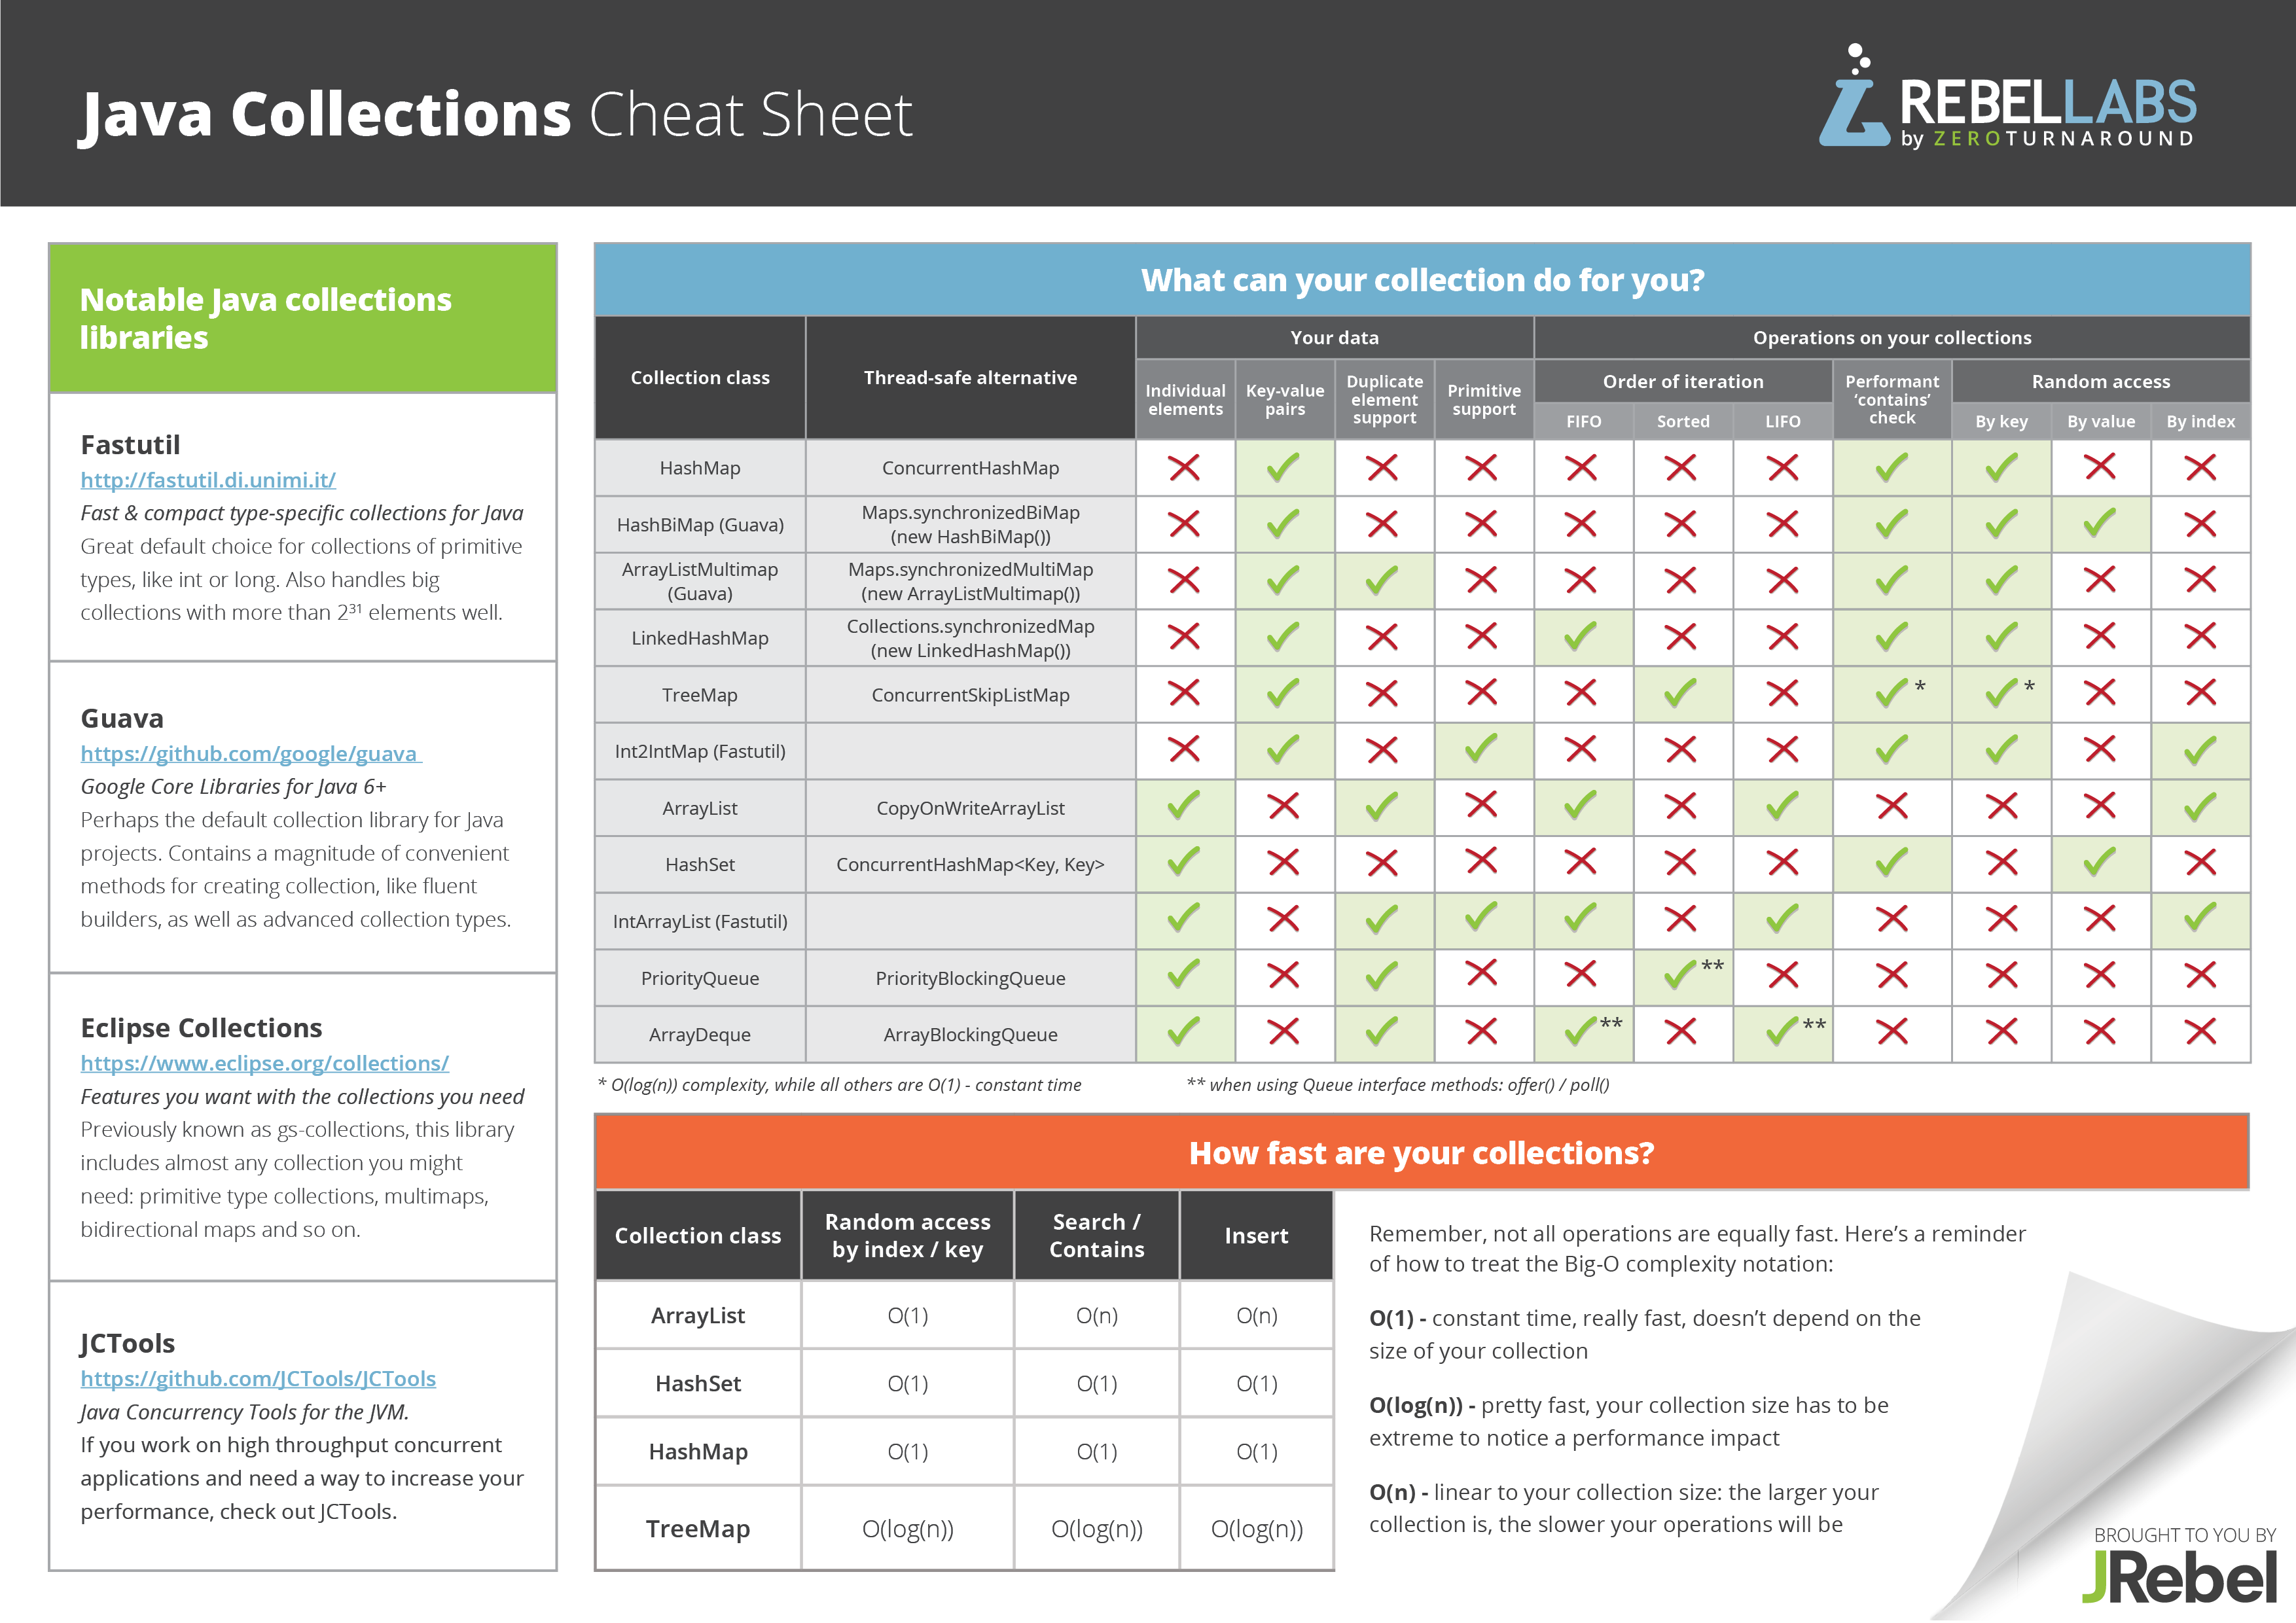 Java Collections Cheat Sheet
REBELLABS
by ZEROTURNAROUND
Notable Java collections
libraries
Fastutil
http://fastutil.di.unimi.it/
Fast & compact type-specific collections for Java
Great default choice for collections of primitive
types, like int or long. Also handles big
collections with more than 2³¹ elements well.
Guava
https://github.com/google/guava
Google Core Libraries for Java 6+
Perhaps the default collection library for Java
projects. Contains a magnitude of convenient
methods for creating collection, like fluent
builders, as well as advanced collection types.
Eclipse Collections
https://www.eclipse.org/collections/
Features you want with the collections you need
Previously known as gs-collections, this library
includes almost any collection you might
need: primitive type collections, multimaps,
bidirectional maps and so on.
JCTools
https://github.com/JCTools/JCTools
Java Concurrency Tools for the JVM.
If you work on high throughput concurrent
applications and need a way to increase your
performance, check out JCTools.
What can your collection do for you?
Collection class
Thread-safe alternative
Your data
Operations on your collections
Individual
elements
Key-value
pairs
Duplicate
element
support
Primitive
support
Order of iteration
FIFO Sorted LIFO
Performant
‘contains’
check
Random access
By key By value By index
HashMap ConcurrentHashMap
HashBiMap (Guava) Maps.synchronizedBiMap
(new HashBiMap())
ArrayListMultimap Maps.synchronizedMultiMap
(Guava) (new ArrayListMultimap())
LinkedHashMap Collections.synchronizedMap
(new LinkedHashMap())
TreeMap ConcurrentSkipListMap * *
Int2IntMap (Fastutil)
ArrayList CopyOnWriteArrayList
HashSet ConcurrentHashMap<Key, Key>
IntArrayList (Fastutil)
PriorityQueue PriorityBlockingQueue **
ArrayDeque ArrayBlockingQueue ** **
* O(log(n)) complexity, while all others are O(1) - constant time
** when using Queue interface methods: offer() / poll()
How fast are your collections?
Collection class
Random access
by index / key
Search /
Contains
Insert
ArrayList O(1) O(n) O(n)
HashSet O(1) O(1) O(1)
HashMap O(1) O(1) O(1)
TreeMap O(log(n)) O(log(n)) O(log(n))
Remember, not all operations are equally fast. Here’s a reminder
of how to treat the Big-O complexity notation:
O(1) - constant time, really fast, doesn’t depend on the
size of your collection
O(log(n)) - pretty fast, your collection size has to be
extreme to notice a performance impact
O(n) - linear to your collection size: the larger your
collection is, the slower your operations will be
BROUGHT TO YOU BY
JRebel